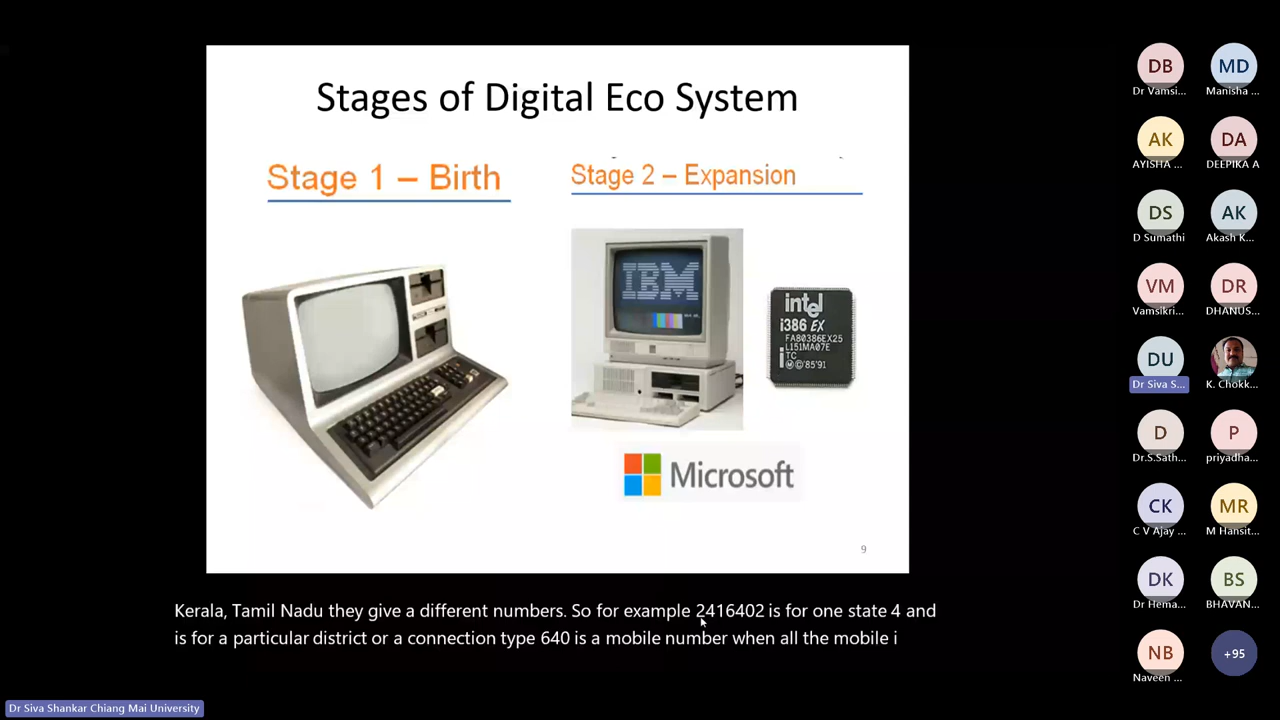 Stages of Digital Eco System
Stage 1 – Birth
Stage 2 – Expansion
IBM
intel
i386 EX
FA80386EX25
L151MA07E
TC
i
Ⓜ©'85'91
Microsoft
9
Kerala, Tamil Nadu they give a different numbers. So for example 2416402 is for one state 4 and
is for a particular district or a connection type 640 is a mobile number when all the mobile i
Dr Siva Shankar Chiang Mai University
DB
Dr Vamsi...
MD
Manisha ...
AK
AYISHA ...
DA
DEEPIKA A
DS
D Sumathi
AK
Akash K...
VM
Vamsikri...
DR
DHANUS...
DU
Dr Siva S...
K. Chokk...
D
Dr.S.Sath...
P
priyadha...
CK
C V Ajay ...
MR
M Hansit...
DK
Dr Hema...
BS
BHAVAN...
NB
Naveen ...
+95